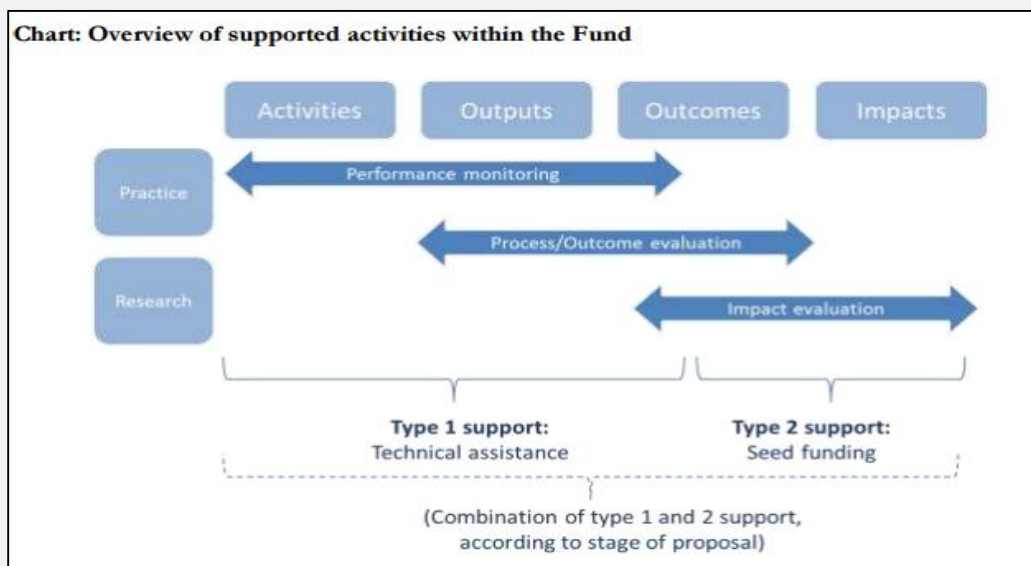 Chart: Overview of supported activities within the Fund
Activities
Outputs
Outcomes
Impacts
Practice
Performance monitoring
Process/Outcome evaluation
Research
Impact evaluation
Type 1 support:
Technical assistance
Type 2 support:
Seed funding
(Combination of type 1 and 2 support,
according to stage of proposal)